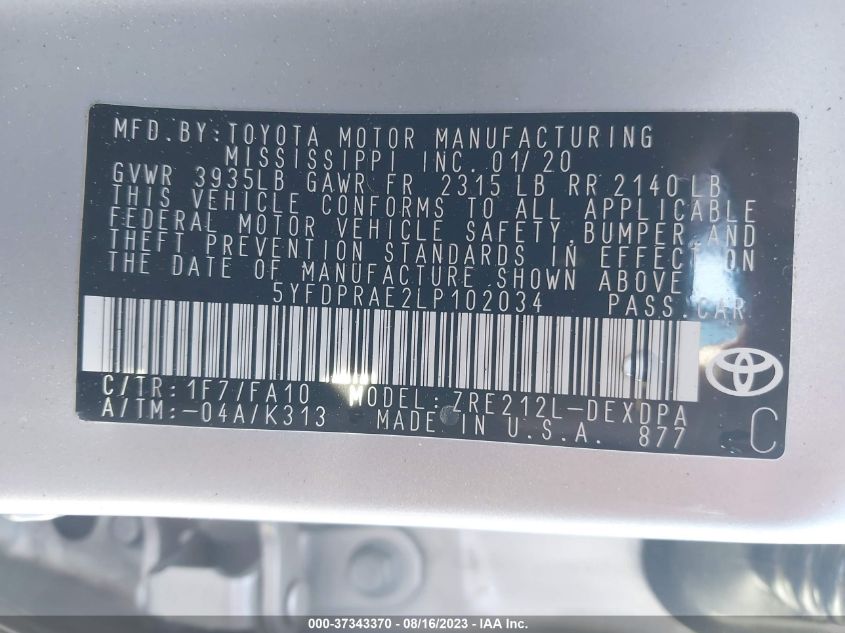 MFD.BY:TOYOTA MOTOR MANUFACTURING
MISSISSIPPI INC. 01/20
GVWR 3935LB GAWR FR 2315 LB RR 2140 LB
THIS VEHICLE CONFORMS TO ALL APPLICABLE
FEDERAL MOTOR VEHICLE SAFETY,BUMPER,AND
THEFT PREVENTION STANDARDS IN EFFECT ON
THE DATE OF MANUFACTURE SHOWN ABOVE.
5YFDPRAE2LP102034 PASS.CAR
C/TR:1F7/FA10 MODEL:ZRE212L-DEXDPA
A/TM:-04A/K313 MADE IN U.S.A. 877
C
000-37343370 - 08/16/2023 - IAA Inc.